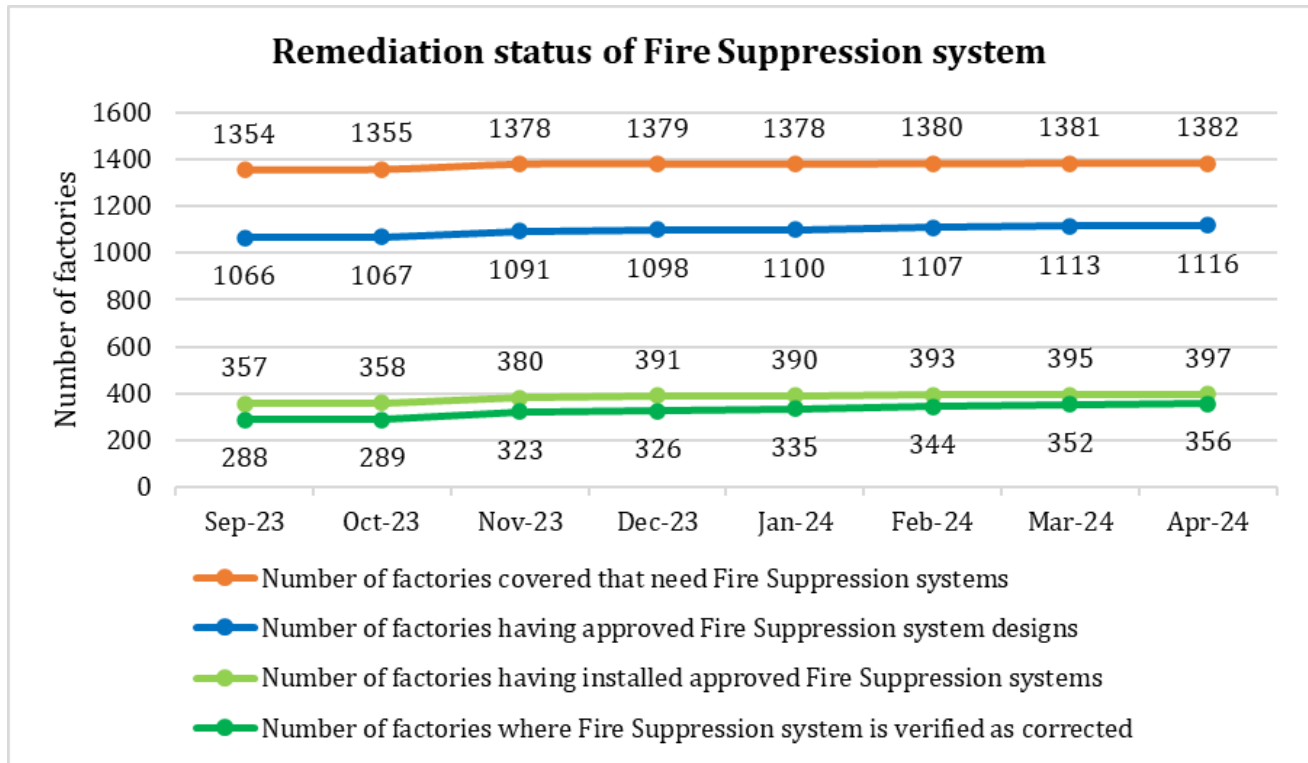 Remediation status of Fire Suppression system
Number of factories
1600
1400
1200
1000
800
600
400
200
0
1354 1355 1378 1379 1378 1380 1381 1382
1066 1067 1091 1098 1100 1107 1113 1116
357 358 380 391 390 393 395 397
288 289 323 326 335 344 352 356
Sep-23 Oct-23 Nov-23 Dec-23 Jan-24 Feb-24 Mar-24 Apr-24
Number of factories covered that need Fire Suppression systems
Number of factories having approved Fire Suppression system designs
Number of factories having installed approved Fire Suppression systems
Number of factories where Fire Suppression system is verified as corrected